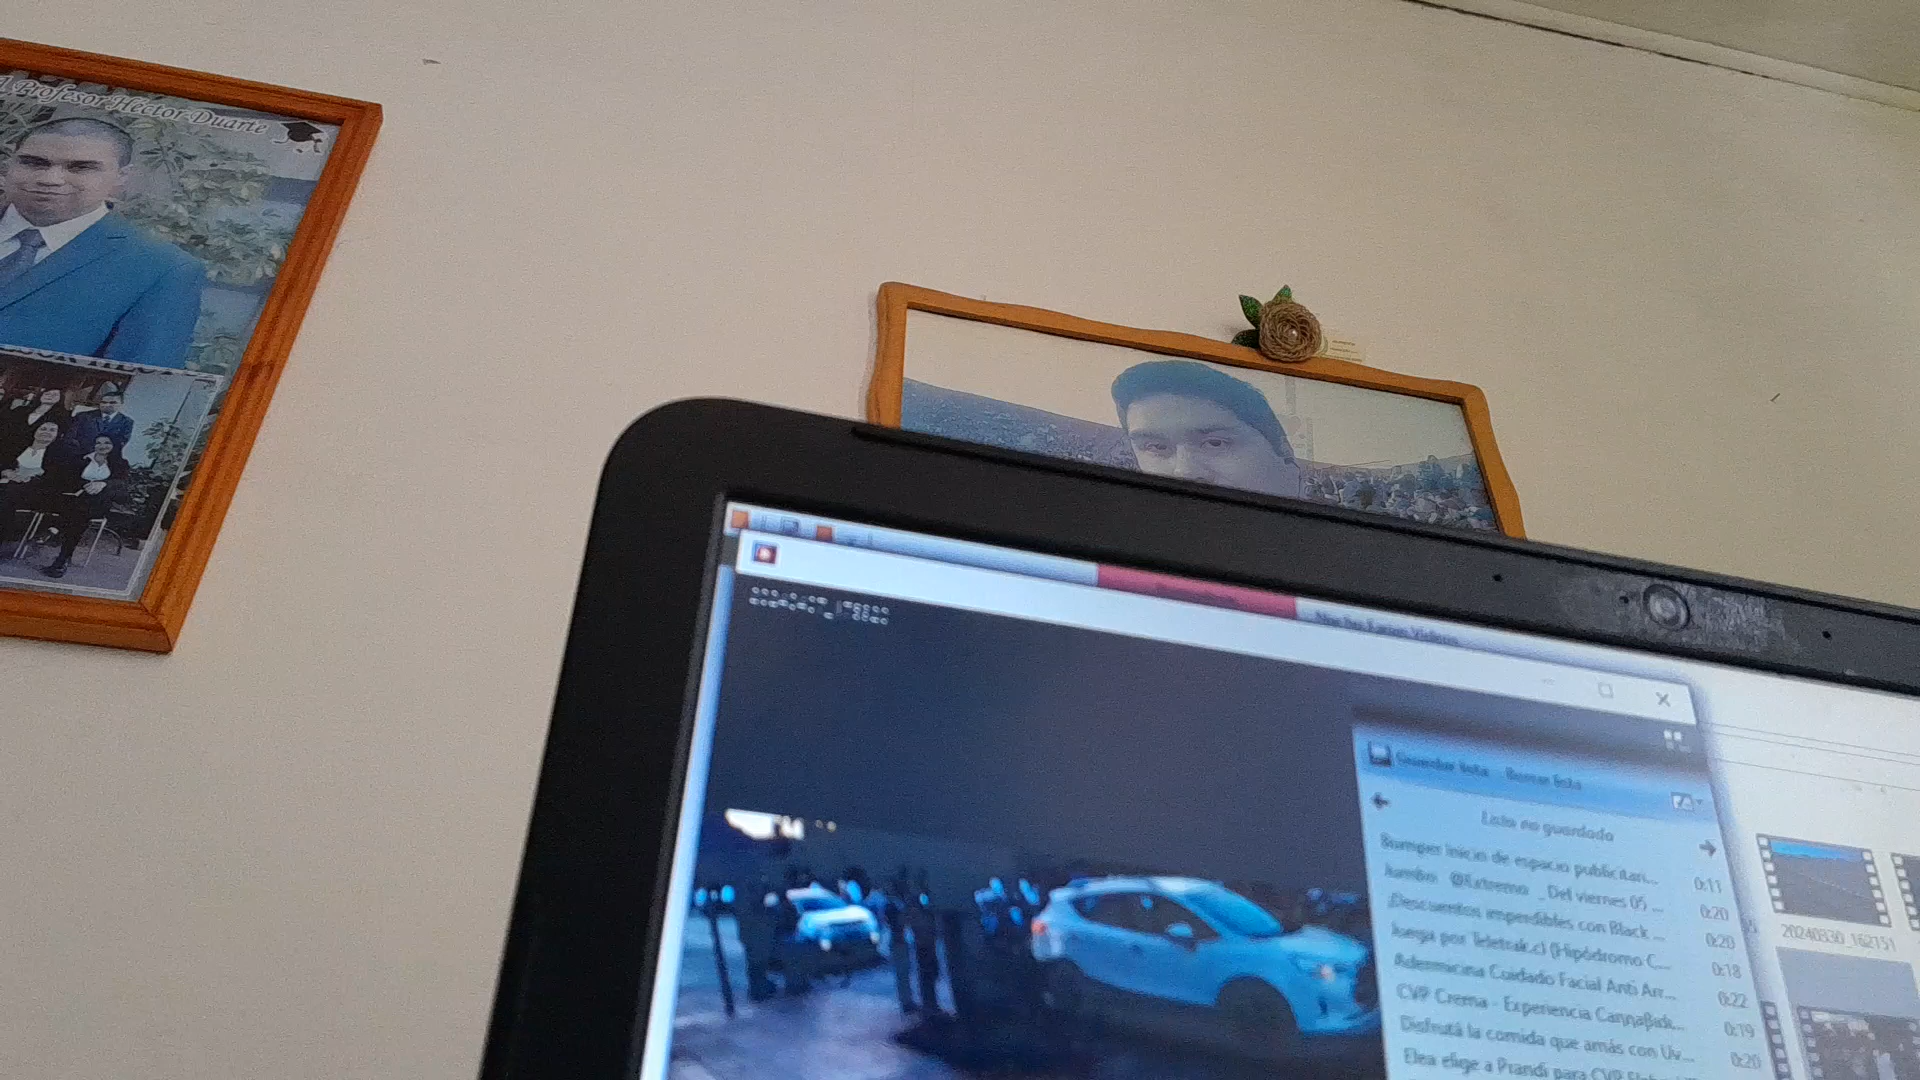 l Profesor Héctor Duarte
Guardar lista Borrar lista
Lista no guardada
Bumper inicio de espacio publicitari... 0:11
Jumbo @Extremo _Del viernes 05 ... 0:20
¡Descuentos imperdibles con Black ... 0:20
Juega por Teletrak.cl (Hipódromo C... 0:18
Adermicina Cuidado Facial Anti Arr... 0:22
CVP Crema - Experiencia Cannabis... 0:19
Disfrutá la comida que amás con Uv... 0:20
Elea elige a Prandi para CVP
20240330_162151